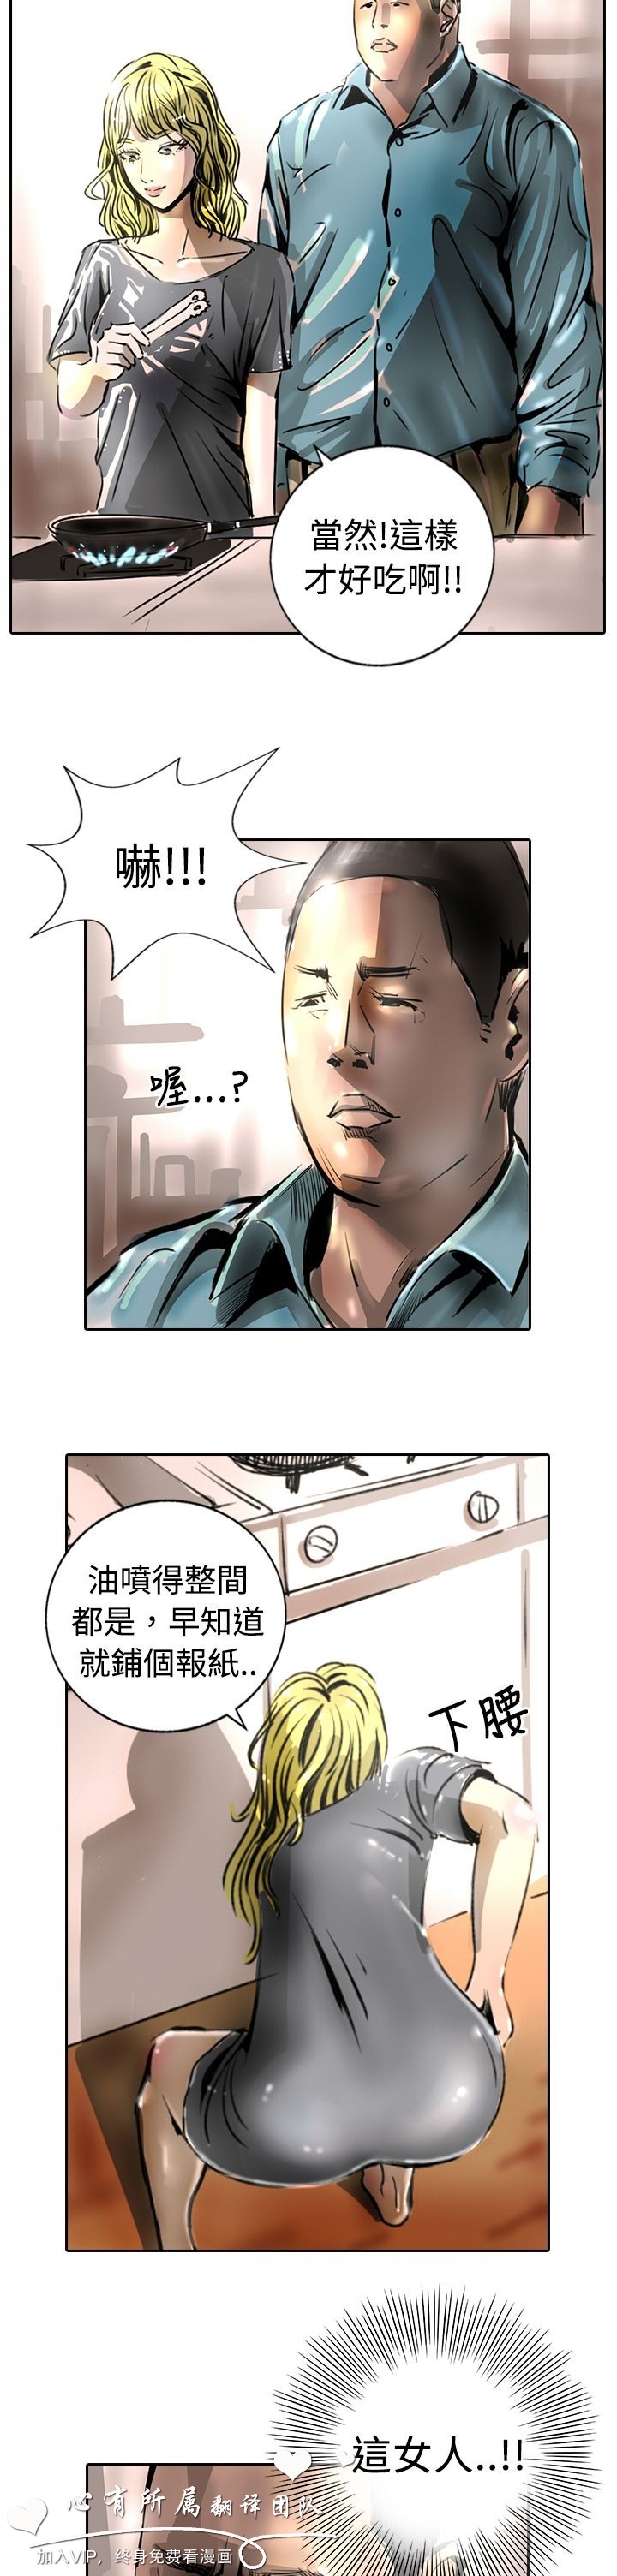 當然!這樣
才好吃啊!!
嚇!!!
喔...?
油噴得整間
都是，早知道
就鋪個報紙..
下腰
這女人..!!
心有所属翻译团队
加入VIP，终身免费看漫画